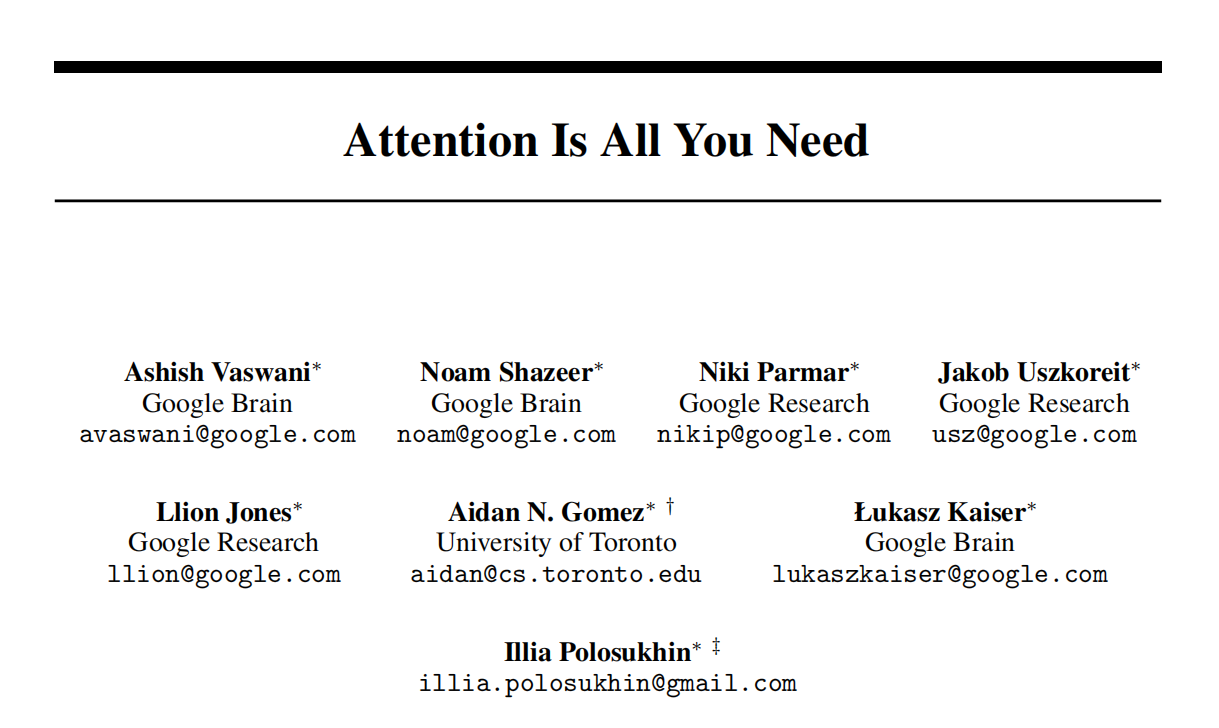 Attention Is All You Need
Ashish Vaswani* Noam Shazeer* Niki Parmar* Jakob Uszkoreit*
Google Brain Google Brain Google Research Google Research
avaswani@google.com noam@google.com nikip@google.com usz@google.com
Llion Jones* Aidan N. Gomez* † Łukasz Kaiser*
Google Research University of Toronto Google Brain
llion@google.com aidan@cs.toronto.edu lukaszkaiser@google.com
Illia Polosukhin* ‡
illia.polosukhin@gmail.com